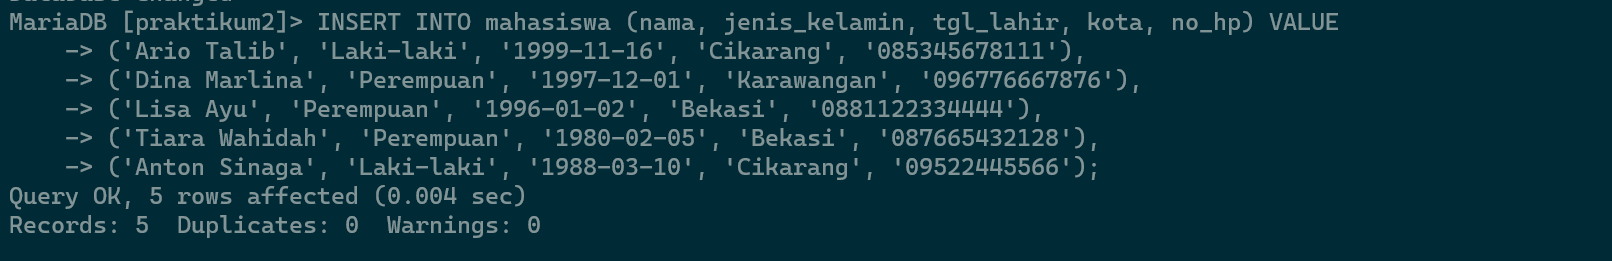 MariaDB [praktikum2]> INSERT INTO mahasiswa (nama, jenis_kelamin, tgl_lahir, kota, no_hp) VALUE
-> ('Ario Talib', 'Laki-laki', '1999-11-16', 'Cikarang', '085345678111'),
-> ('Dina Marlina', 'Perempuan', '1997-12-01', 'Karawangan', '096776667876'),
-> ('Lisa Ayu', 'Perempuan', '1996-01-02', 'Bekasi', '0881122334444'),
-> ('Tiara Wahidah', 'Perempuan', '1980-02-05', 'Bekasi', '087665432128'),
-> ('Anton Sinaga', 'Laki-laki', '1988-03-10', 'Cikarang', '09522445566');
Query OK, 5 rows affected (0.004 sec)
Records: 5  Duplicates: 0  Warnings: 0